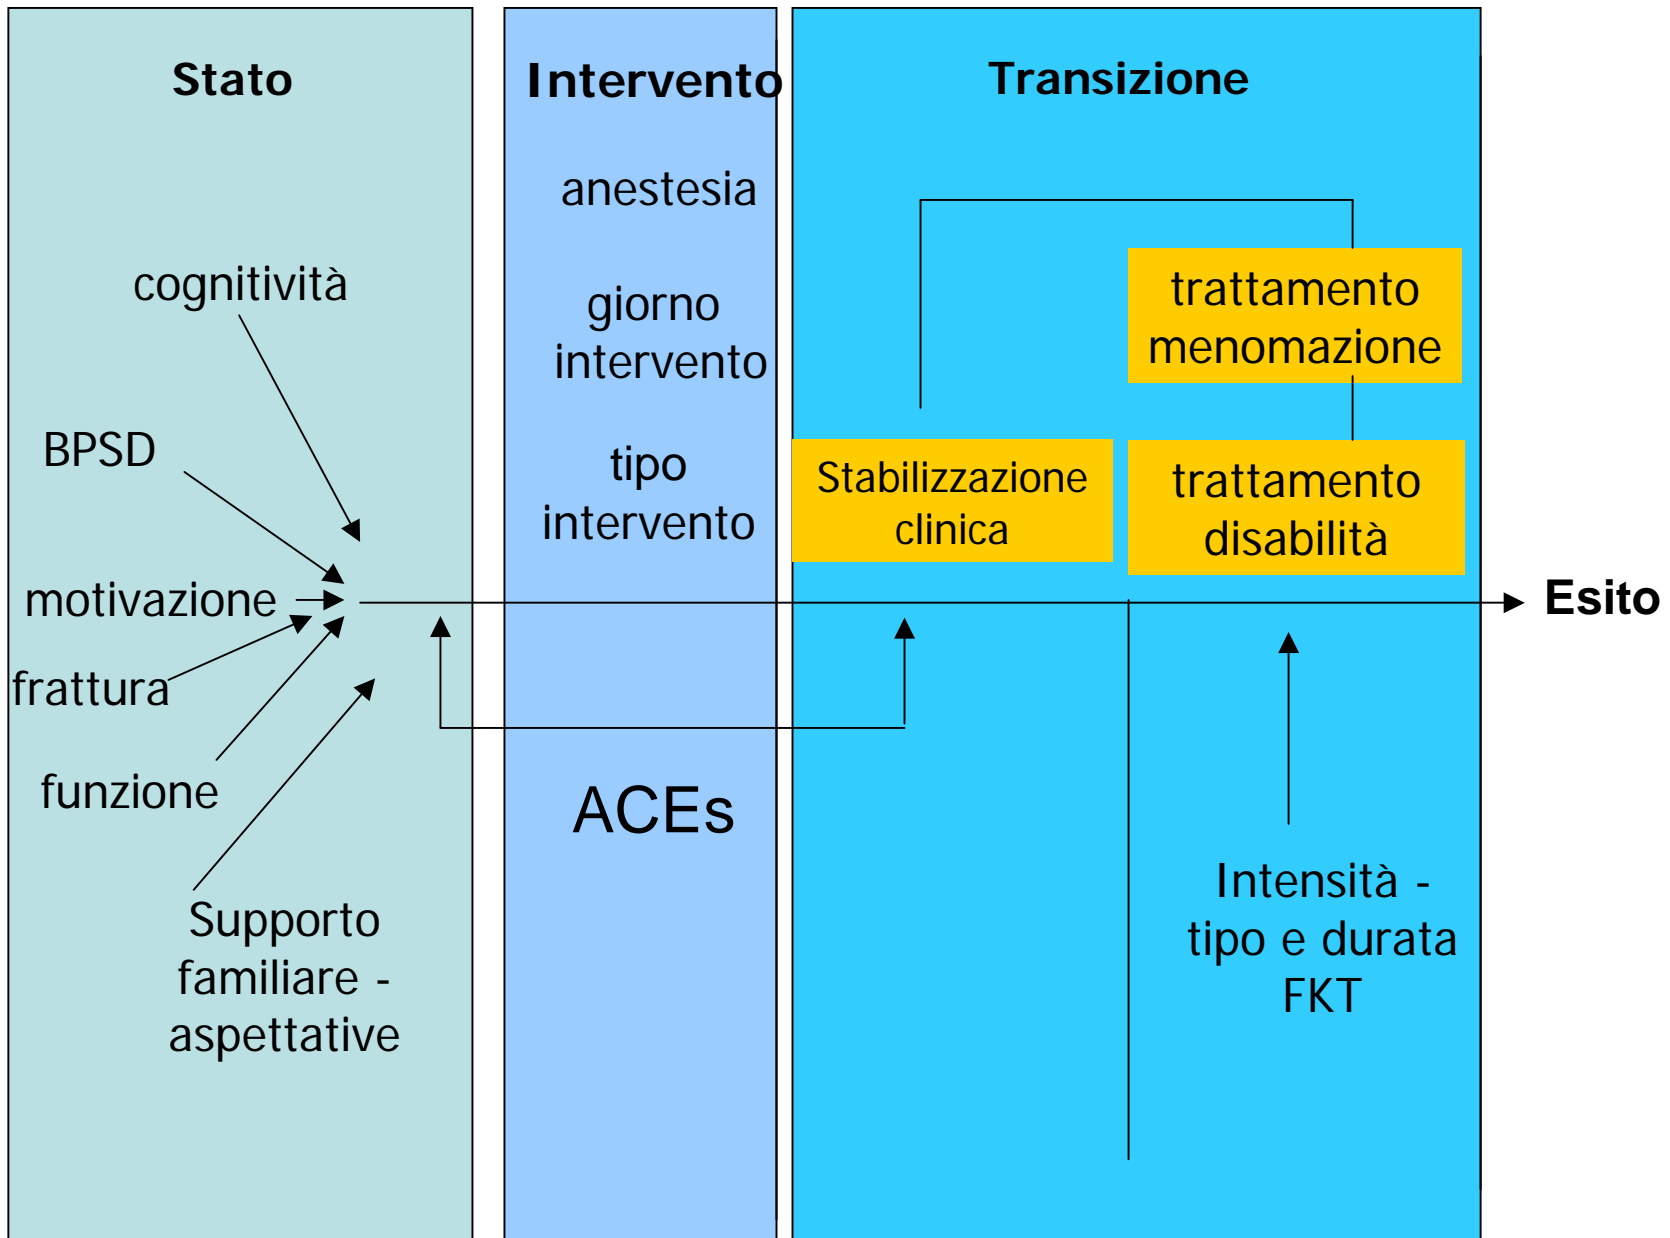 Stato
cognitività
BPSD
motivazione
frattura
funzione
Supporto
familiare -
aspettative
Intervento
anestesia
giorno
intervento
tipo
intervento
ACEs
Transizione
trattamento
menomazione
Stabilizzazione
clinica
trattamento
disabilità
Intensità -
tipo e durata
FKT
Esito